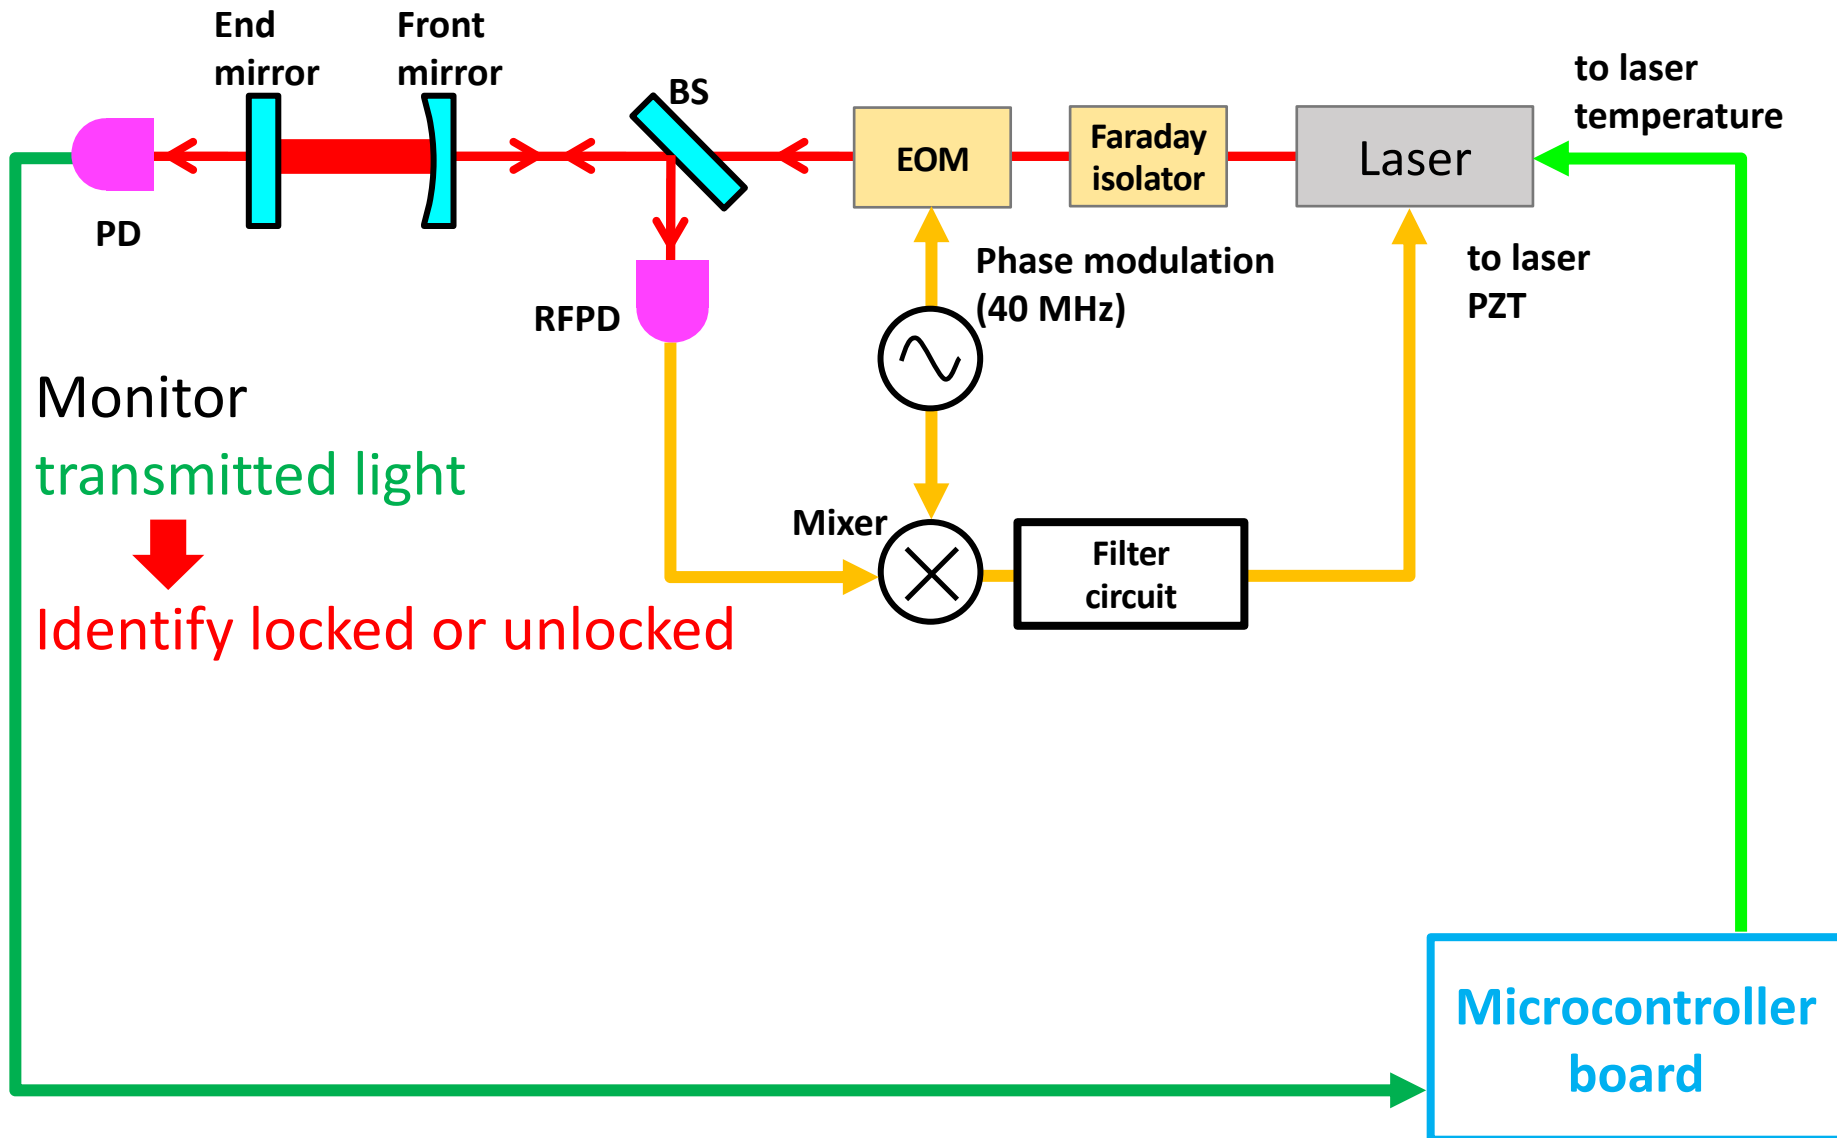 End
mirror
Front
mirror
BS
to laser
temperature
EOM
Faraday
isolator
Laser
PD
RFPD
Phase modulation
(40 MHz)
to laser
PZT
Monitor
transmitted light
Identify locked or unlocked
Mixer
Filter
circuit
Microcontroller
board